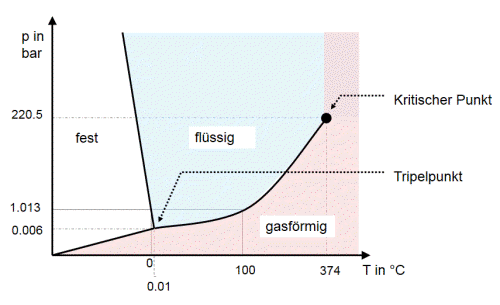 p in
bar
220.5
1.013
0.006
fest
flüssig
gasförmig
Kritischer Punkt
Tripelpunkt
0
0.01
100
374
T in °C